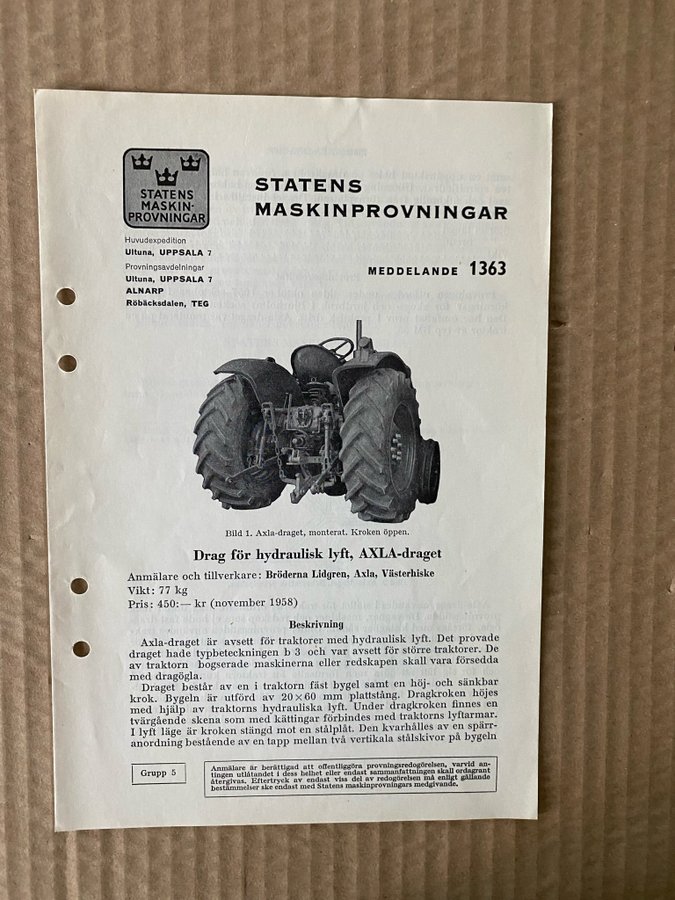 STATENS
MASKIN-
PROVNINGAR
STATENS
MASKINPROVNINGAR
Huvudexpedition
Ultuna, UPPSALA 7
Provningsavdelningar
Ultuna, UPPSALA 7
ALNARP
Röbäcksdalen, TEG
MEDDELANDE 1363
Bild 1. Axla-draget, monterat. Kroken öppen.
Drag för hydraulisk lyft, AXLA-draget
Anmälare och tillverkare: Bröderna Lidgren, Axla, Västerhiske
Vikt: 77 kg
Pris: 450:— kr (november 1958)
Beskrivning
Axla-draget är avsett för traktorer med hydraulisk lyft. Det provade
draget hade typbeteckningen b 3 och var avsett för större traktorer. De
av traktorn bogserade maskinerna eller redskapen skall vara försedda
med dragögla.
Draget består av en i traktorn fäst bygel samt en höj- och sänkbar
krok. Bygeln är utförd av 20×60 mm plattstång. Dragkroken höjes
med hjälp av traktorns hydrauliska lyft. Under dragkroken finnes en
tvärgående skena som med kättingar förbindes med traktorns lyftarmar.
I lyft läge är kroken stängd mot en stålplåt. Den kvarhålles av en spärr-
anordning bestående av en tapp mellan två vertikala stålskivor på bygeln
Grupp 5
Anmälare är berättigad att offentliggöra provningsredogörelsen, varvid an-
tingen utlåtandet i dess helhet eller endast sammanfattningen skall ordagrant
återgivas. Eftertryck av endast viss del av redogörelsen må enligt gällande
bestämmelser ske endast med Statens maskinprovningars medgivande.